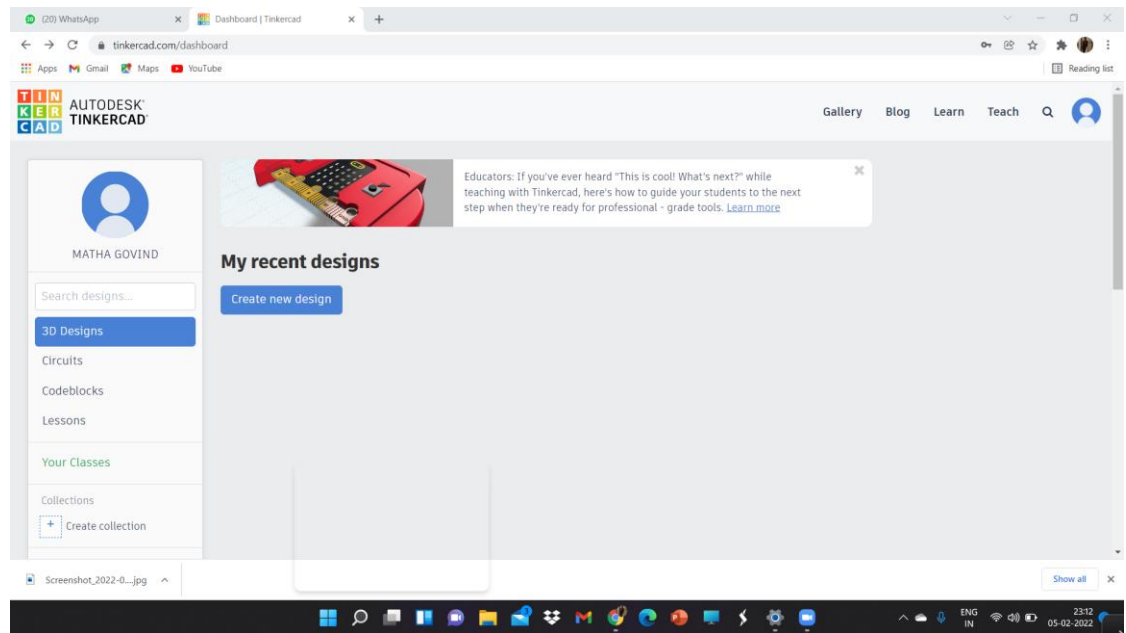 (20) WhatsApp
Dashboard | Tinkercad
tinkercad.com/dashboard
Apps
Gmail
Maps
YouTube
Reading list
TINKERCAD
AUTODESK®
TINKERCAD®
Gallery
Blog
Learn
Teach
MATHA GOVIND
Search designs...
3D Designs
Circuits
Codeblocks
Lessons
Your Classes
Collections
+ Create collection
Educators: If you've ever heard "This is cool! What's next?" while
teaching with Tinkercad, here's how to guide your students to the next
step when they're ready for professional - grade tools. Learn more
My recent designs
Create new design
Screenshot_2022-0....jpg
Show all
ENG
IN
23:12
05-02-2022